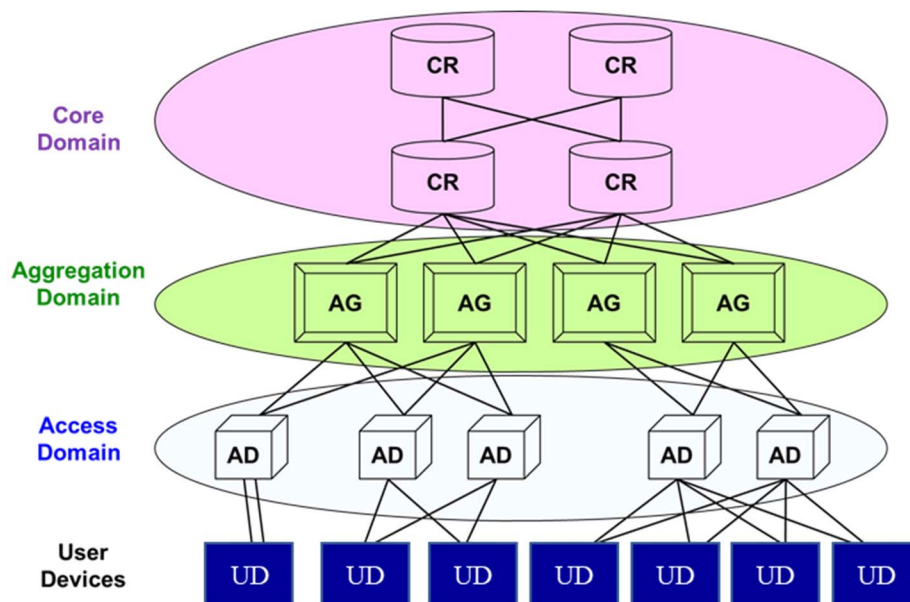 CR CR
Core
Domain
CR CR
Aggregation
Domain
AG AG AG AG
Access
Domain
AD AD AD AD AD
User
Devices
UD UD UD UD UD UD UD